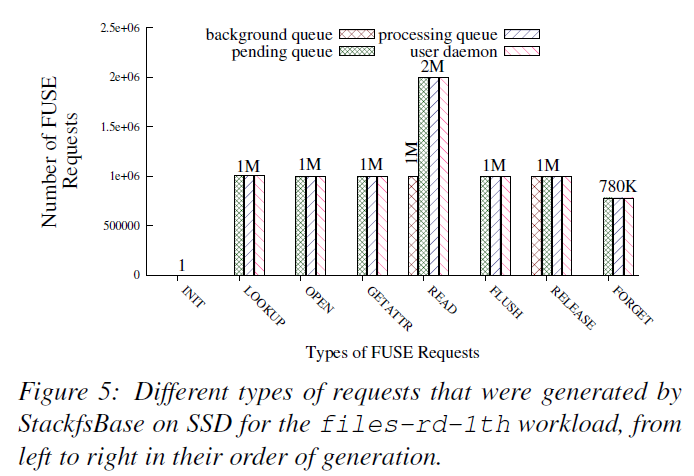 2.5e+06
background queue
processing queue
pending queue
user daemon
2e+06
2M
Number of FUSE
Requests
1.5e+06
1M
1M
1M
1M
1M
1M
1e+06
780K
500000
1
0
INIT
LOOKUP
OPEN
GETATTR
READ
FLUSH
RELEASE
FORGET
Types of FUSE Requests
Figure 5: Different types of requests that were generated by
StackfsBase on SSD for the files-rd-1th workload, from
left to right in their order of generation.